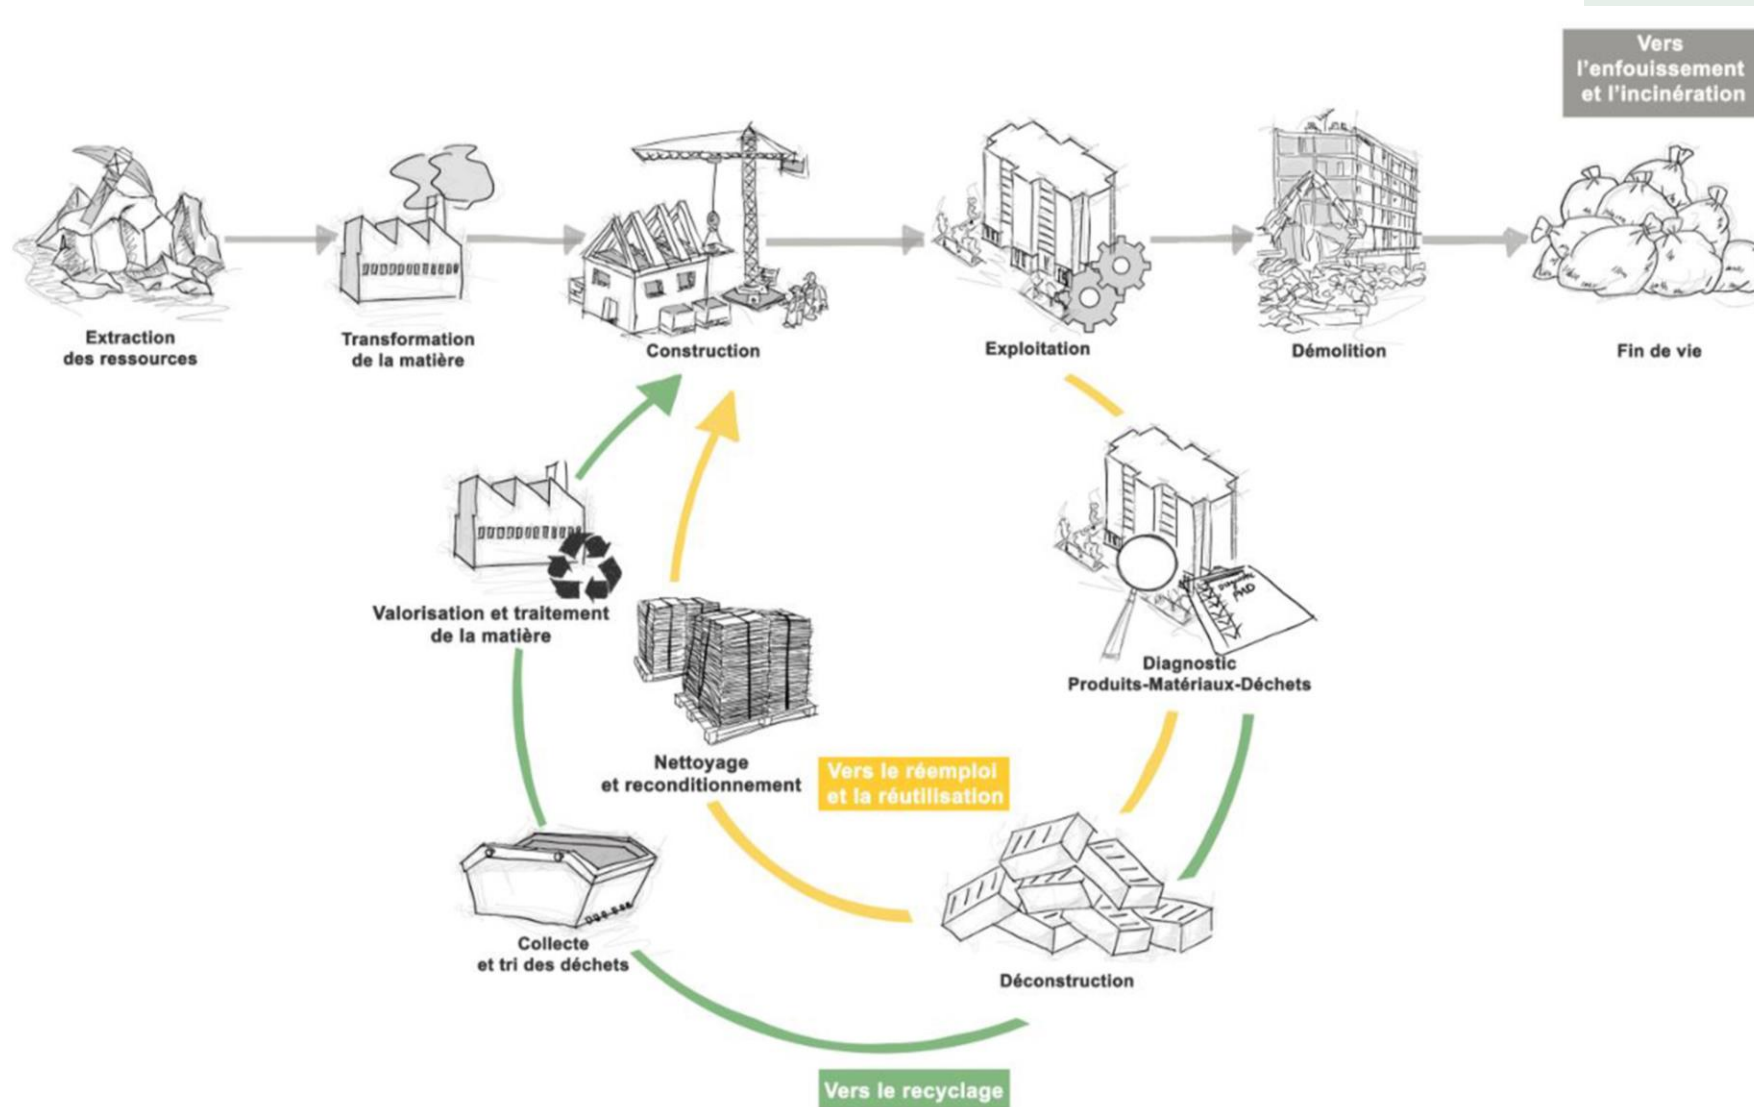 Vers
l'enfouissement
et l'incinération
Extraction
des ressources
Transformation
de la matière
Construction
Exploitation
Démolition
Fin de vie
Valorisation et traitement
de la matière
Diagnostic
Produits-Matériaux-Déchets
Nettoyage
et reconditionnement
Vers le réemploi
et la réutilisation
Collecte
et tri des déchets
Déconstruction
Vers le recyclage